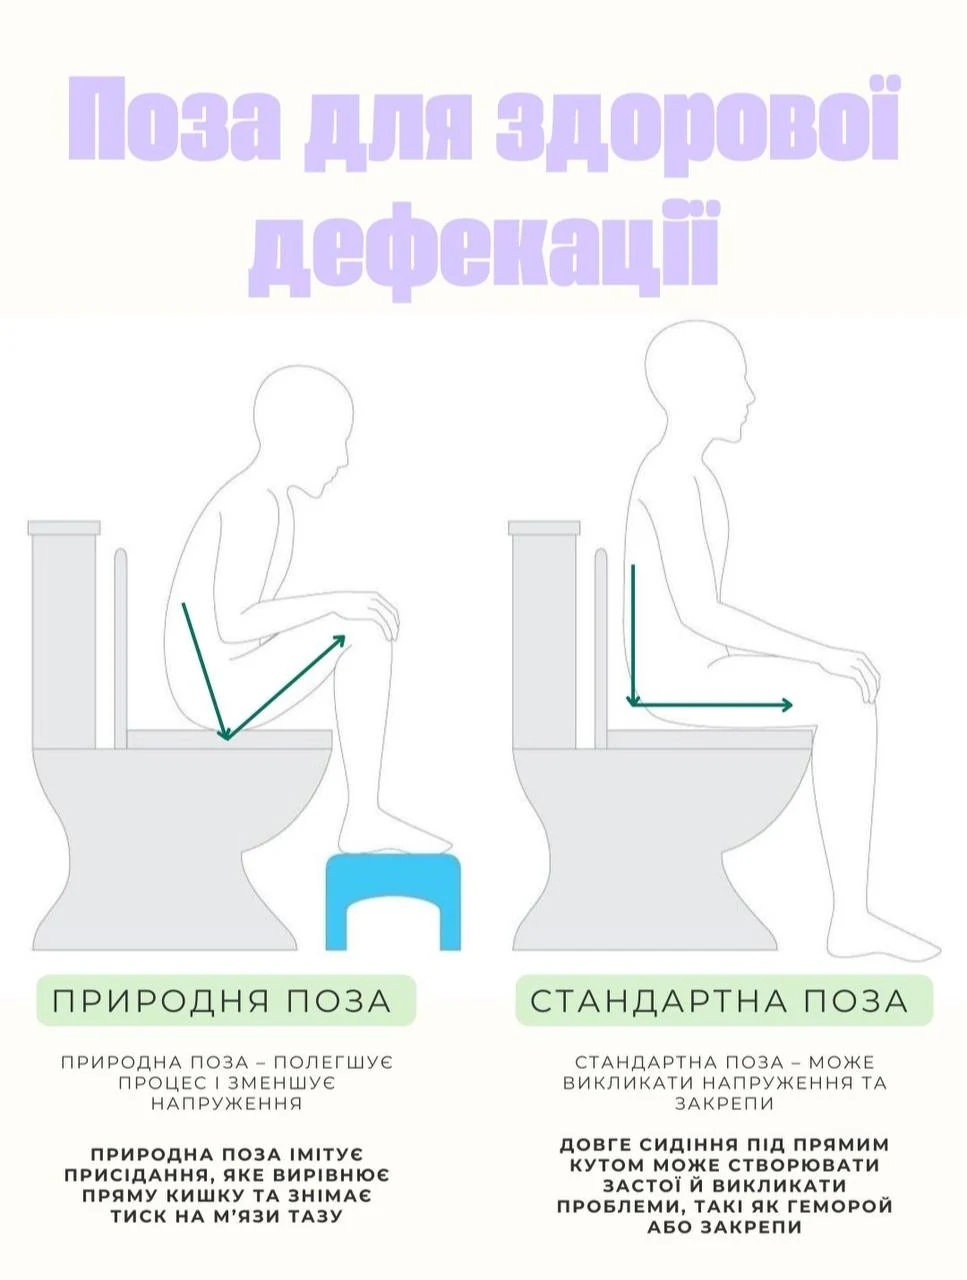 Поза для здорової
дефекації
ПРИРОДНЯ ПОЗА
ПРИРОДНА ПОЗА – ПОЛЕГШУЄ
ПРОЦЕС І ЗМЕНШУЄ
НАПРУЖЕННЯ
ПРИРОДНА ПОЗА ІМІТУЄ
ПРИСІДАННЯ, ЯКЕ ВИРІВНЮЄ
ПРЯМУ КИШКУ ТА ЗНІМАЄ
ТИСК НА М’ЯЗИ ТАЗУ
СТАНДАРТНА ПОЗА
СТАНДАРТНА ПОЗА – МОЖЕ
ВИКЛИКАТИ НАПРУЖЕННЯ ТА
ЗАКРЕПИ
ДОВГЕ СИДІННЯ ПІД ПРЯМИМ
КУТОМ МОЖЕ СТВОРЮВАТИ
ЗАСТОЇ Й ВИКЛИКАТИ
ПРОБЛЕМИ, ТАКІ ЯК ГЕМОРОЙ
АБО ЗАКРЕПИ